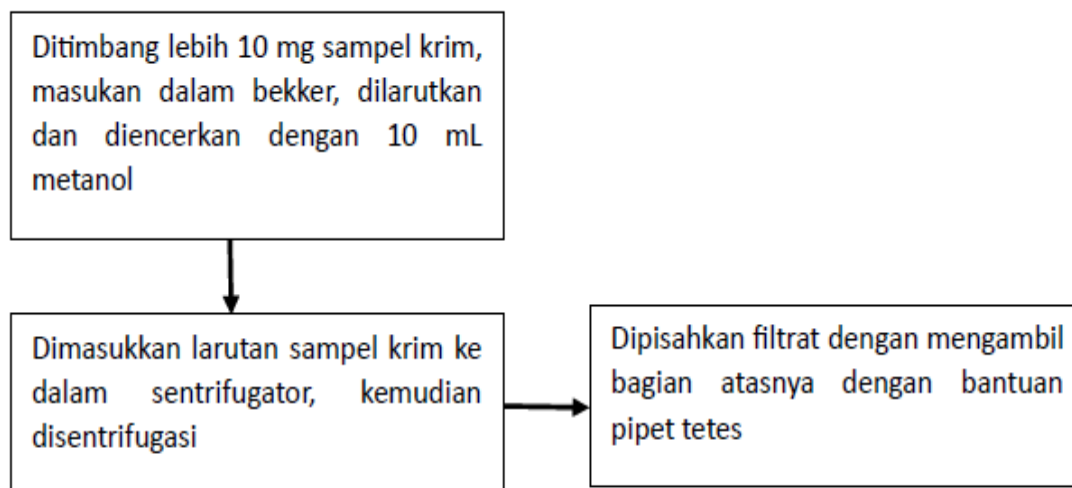 Ditimbang lebih 10 mg sampel krim,
masukan dalam bekker, dilarutkan
dan diencerkan dengan 10 mL
metanol
Dimasukkan larutan sampel krim ke
dalam sentrifugator, kemudian
disentrifugasi
Dipisahkan filtrat dengan mengambil
bagian atasnya dengan bantuan
pipet tetes